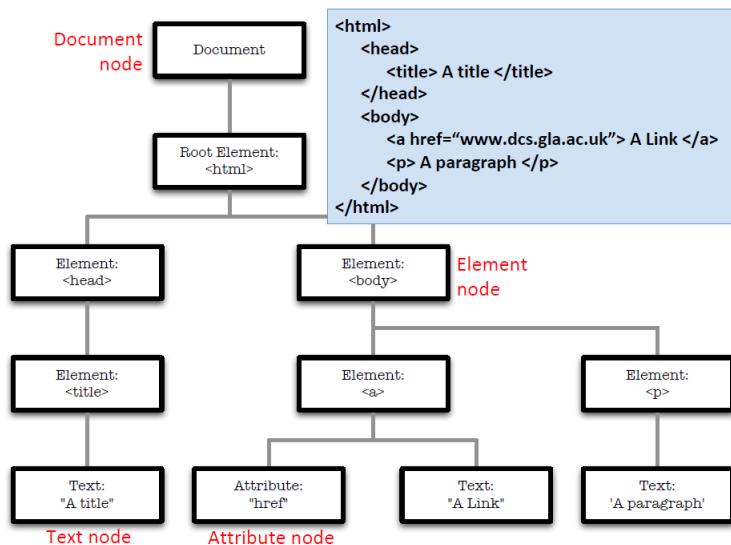 Document
node
Document
<html>
<head>
<title> A title </title>
</head>
<body>
<a href=“www.dcs.gla.ac.uk”> A Link </a>
<p> A paragraph </p>
</body>
</html>
Root Element:
<html>
Element:
<head>
Element:
<body>
Element
node
Element:
<title>
Element:
<a>
Element:
<p>
Text:
"A title"
Attribute:
"href"
Text:
"A Link"
Text:
'A paragraph'
Text node
Attribute node